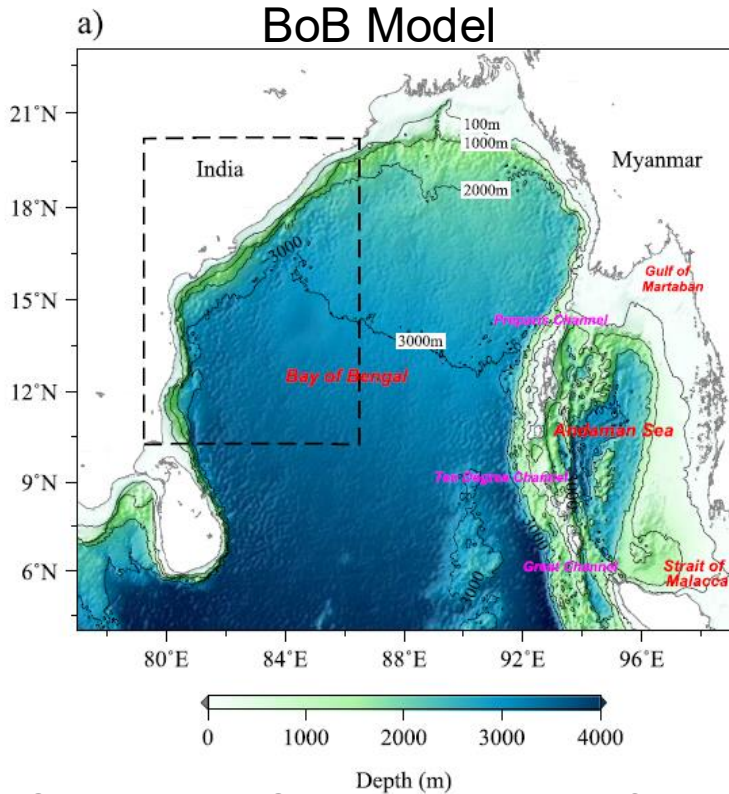 a)
BoB Model
21°N
18°N
15°N
12°N
9°N
6°N
India
Myanmar
100m
1000m
2000m
3000
Gulf of
Martaban
Preparis Channel
3000m
Bay of Bengal
Andaman Sea
Ten Degree Channel
Great Channel
Strait of
Malacca
80°E
84°E
88°E
92°E
96°E
0
1000
2000
3000
4000
Depth (m)